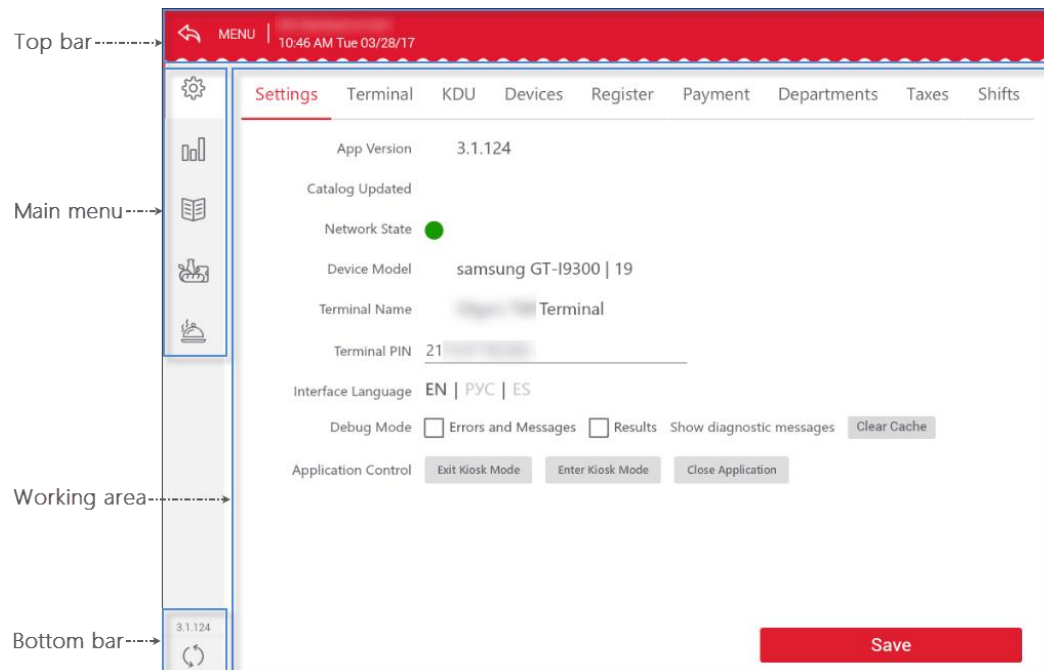 Top bar
MENU
10:46 AM Tue 03/28/17
Main menu
Settings Terminal KDU Devices Register Payment Departments Taxes Shifts
App Version 3.1.124
Catalog Updated
Network State
Device Model samsung GT-I9300 | 19
Terminal Name Terminal
Terminal PIN 21
Interface Language EN | РУС | ES
Debug Mode Errors and Messages Results Show diagnostic messages Clear Cache
Application Control Exit Kiosk Mode Enter Kiosk Mode Close Application
Working area
Bottom bar
3.1.124
Save